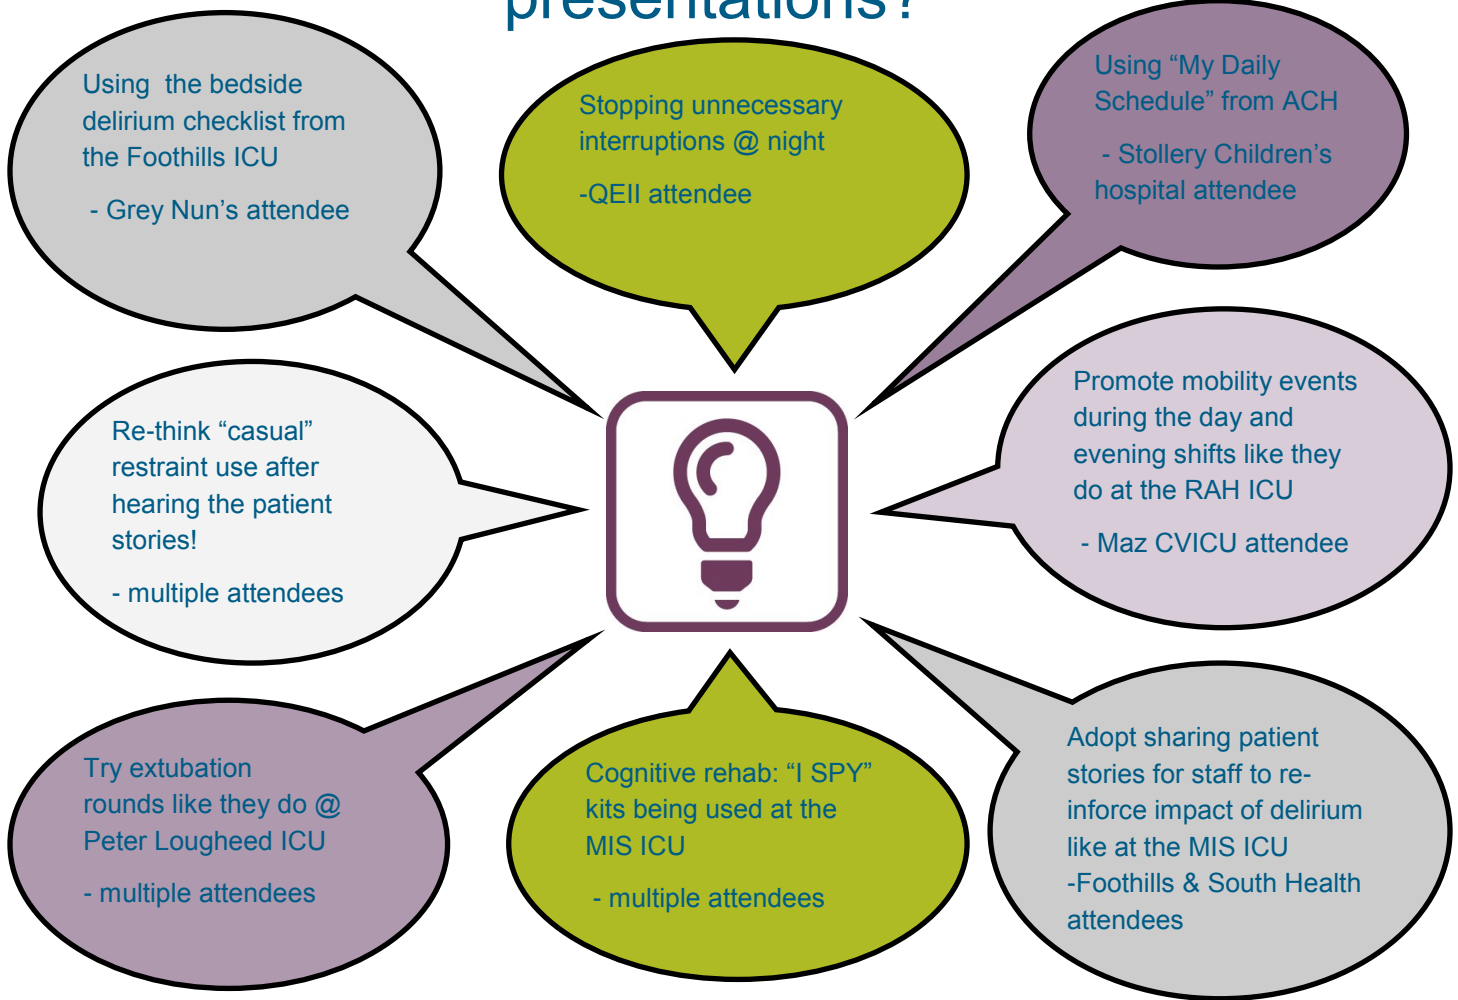 presentations?
Using the bedside
delirium checklist from
the Foothills ICU
- Grey Nun’s attendee
Stopping unnecessary
interruptions @ night
-QEII attendee
Using “My Daily
Schedule” from ACH
- Stollery Children’s
hospital attendee
Re-think “casual”
restraint use after
hearing the patient
stories!
- multiple attendees
Promote mobility events
during the day and
evening shifts like they
do at the RAH ICU
- Maz CVICU attendee
Try extubation
rounds like they do @
Peter Lougheed ICU
- multiple attendees
Cognitive rehab: “I SPY”
kits being used at the
MIS ICU
- multiple attendees
Adopt sharing patient
stories for staff to re-
inforce impact of delirium
like at the MIS ICU
-Foothills & South Health
attendees